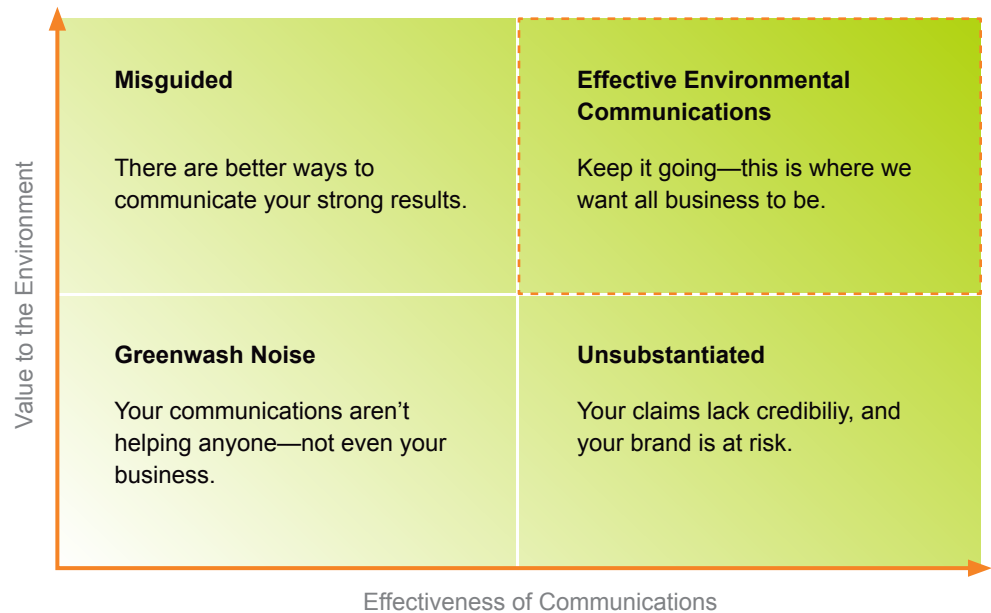 Value to the Environment
Misguided
There are better ways to
communicate your strong results.
Effective Environmental
Communications
Keep it going—this is where we
want all business to be.
Greenwash Noise
Your communications aren’t
helping anyone—not even your
business.
Unsubstantiated
Your claims lack credibiliy, and
your brand is at risk.
Effectiveness of Communications